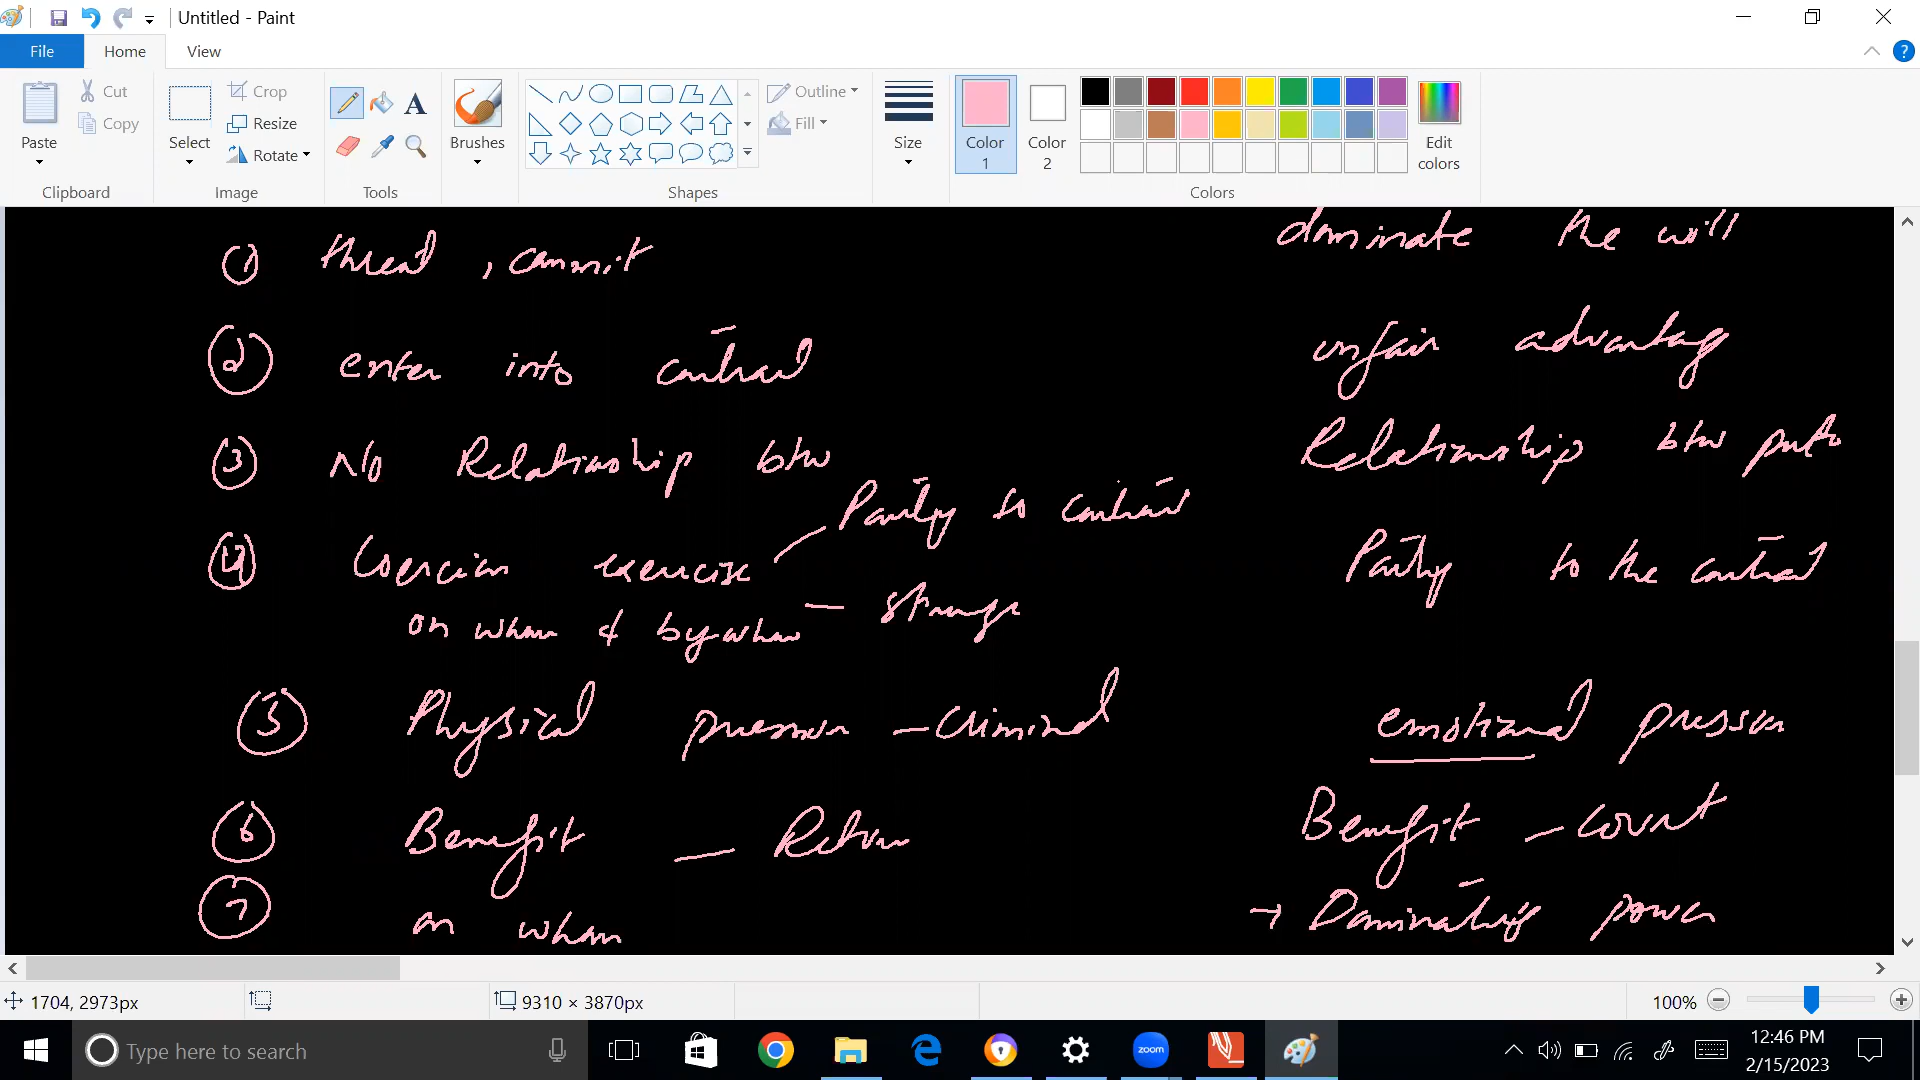 Untitled - Paint
File Home View
Paste
Cut
Copy
Clipboard
Select
Crop
Resize
Rotate
Image
A
Tools
Brushes
Outline
Fill
Shapes
Size
Color 1
Color 2
Edit colors
Colors
dominate the will
① threat , commit
② enter into contract
unfair advantage
③ No Relationship btw
Relationship btw
Party to contract
④ Coercion exercise
Party to the contract
on whom & by whom — strange
⑤ Physical pressure – Criminal
emotional pressure
⑥ Benefit — Return
Benefit – court
⑦ on whom
→ Dominating power
1704, 2973px
9310 × 3870px
100%
Type here to search
zoom
12:46 PM
2/15/2023